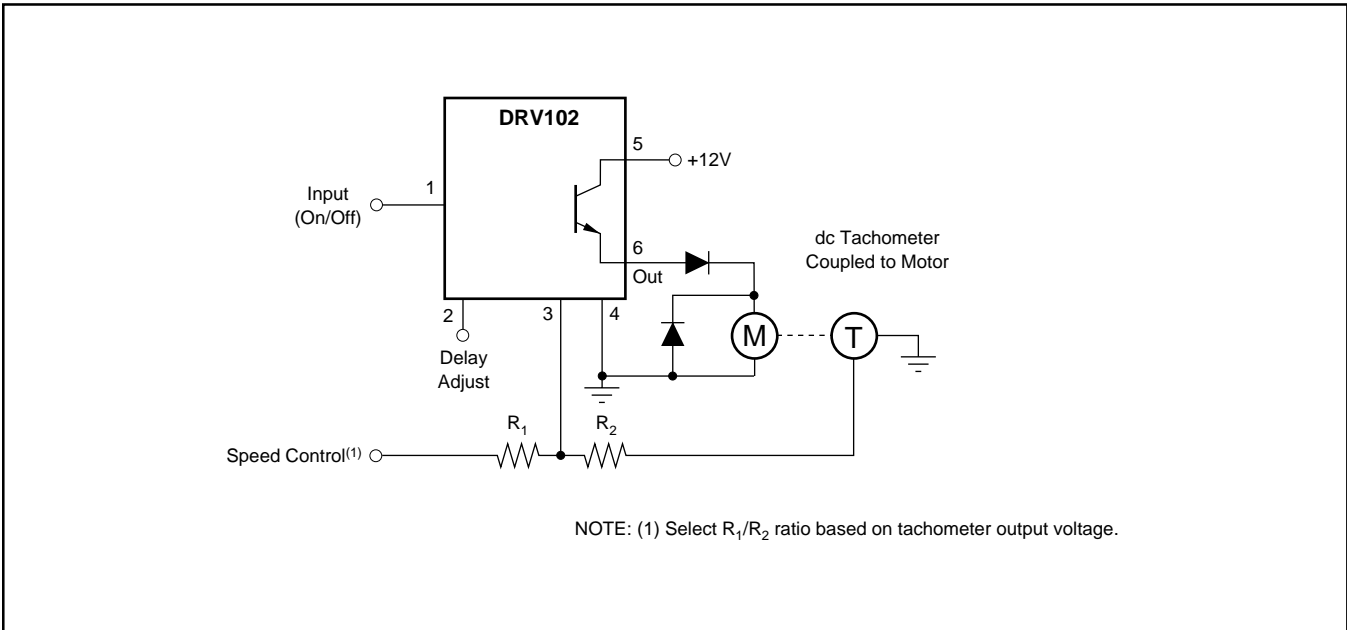 DRV102
5
+12V
Input
(On/Off)
1
6
Out
dc Tachometer
Coupled to Motor
2
3
4
M
T
Delay
Adjust
R1
R2
Speed Control(1)
NOTE: (1) Select R1/R2 ratio based on tachometer output voltage.